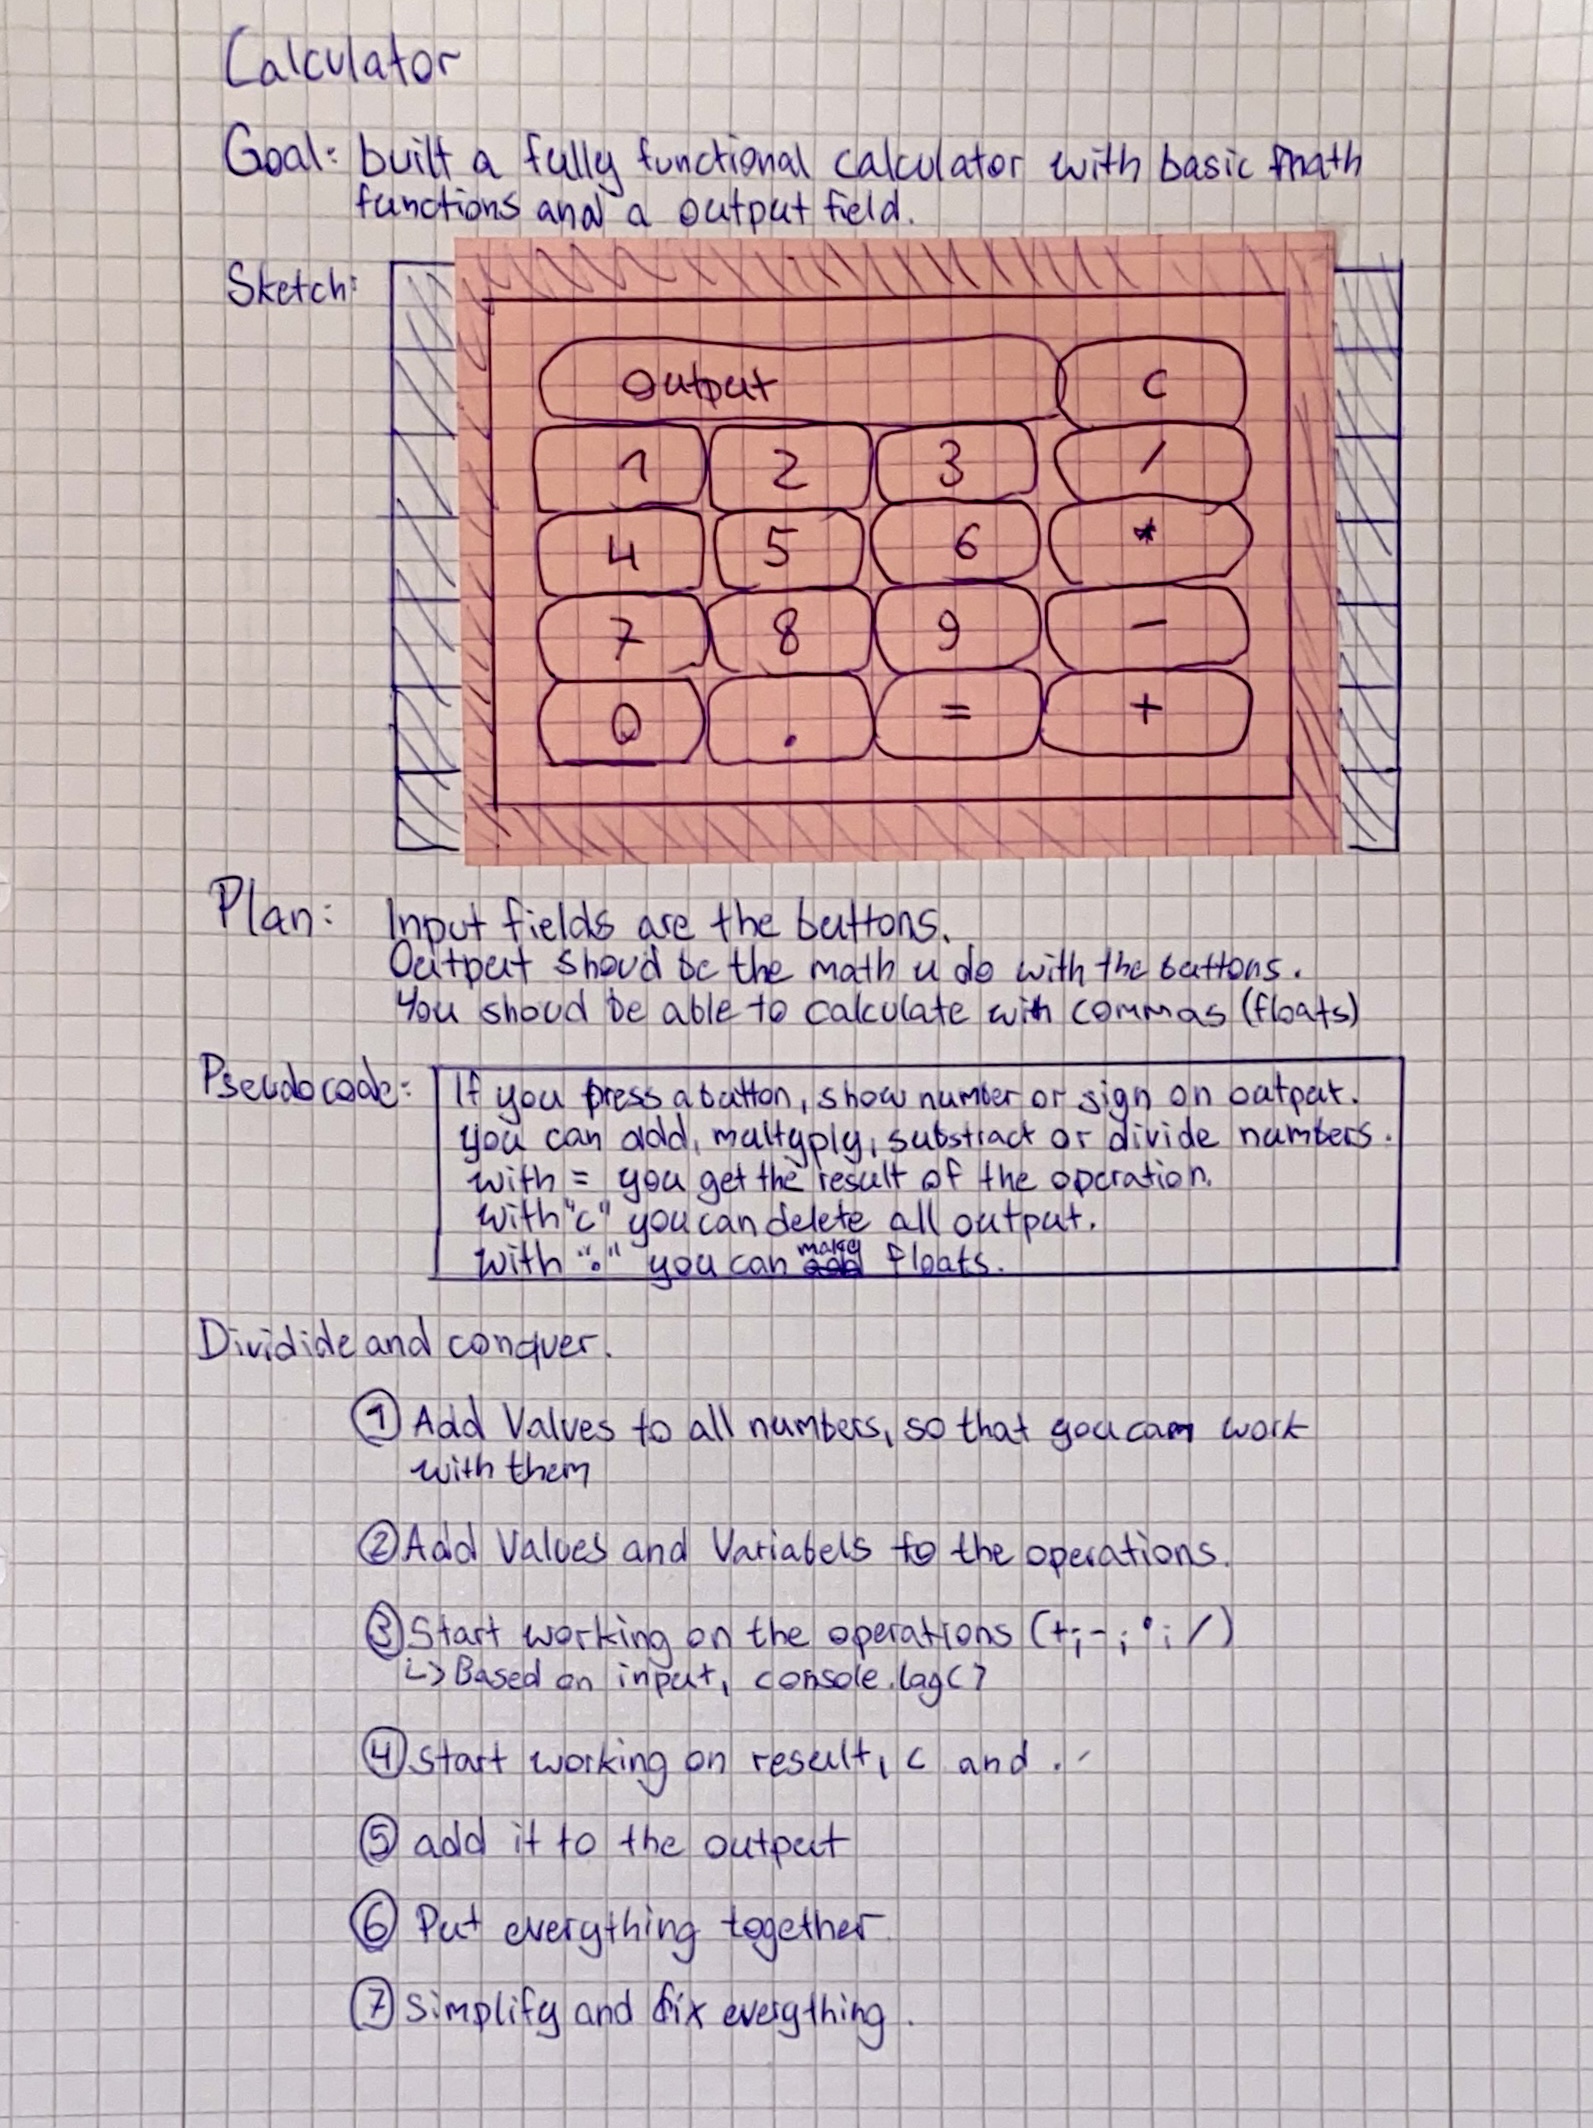 Calculator
Goal: built a fully functional calculator with basic math
functions and a output field.
Sketch:
Output C
1 2 3 /
4 5 6 *
7 8 9 -
0 . = +
Plan: Input fields are the buttons.
Output shoud be the math u do with the buttons.
You shoud be able to calculate with commas (floats)
Pseudocode: If you press a button, show number or sign on output.
you can add, multyply, substract or divide numbers.
with = you get the result of the operation.
with "c" you can delete all output.
with "." you can make floats.
Dividide and conquer.
① Add Values to all numbers, so that you can work
with them
② Add Values and Variabels to the operations.
③ Start working on the operations (+;-;•;/)
↳ Based on input, console.log()
④ Start working on result, c and .
⑤ add it to the output
⑥ Put everything together
⑦ Simplify and fix everything.